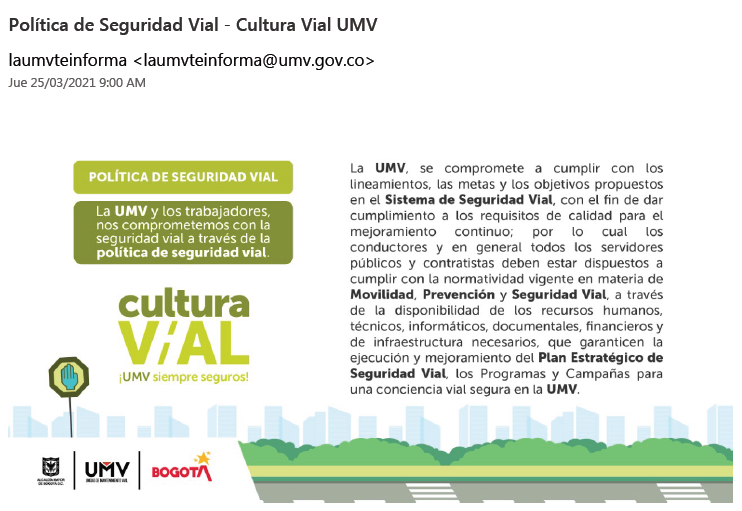 Política de Seguridad Vial - Cultura Vial UMV
laumvteinforma <laumvteinforma@umv.gov.co>
Jue 25/03/2021 9:00 AM
POLÍTICA DE SEGURIDAD VIAL
La UMV y los trabajadores,
nos comprometemos con la
seguridad vial a través de la
política de seguridad vial.
cultura
ViAL
¡UMV siempre seguros!
La UMV, se compromete a cumplir con los
lineamientos, las metas y los objetivos propuestos
en el Sistema de Seguridad Vial, con el fin de dar
cumplimiento a los requisitos de calidad para el
mejoramiento continuo; por lo cual los
conductores y en general todos los servidores
públicos y contratistas deben estar dispuestos a
cumplir con la normatividad vigente en materia de
Movilidad, Prevención y Seguridad Vial, a través
de la disponibilidad de los recursos humanos,
técnicos, informáticos, documentales, financieros y
de infraestructura necesarios, que garanticen la
ejecución y mejoramiento del Plan Estratégico de
Seguridad Vial, los Programas y Campañas para
una conciencia vial segura en la UMV.
ALCALDÍA MAYOR
DE BOGOTÁ D.C.
UMV
UNIDAD DE MANTENIMIENTO VIAL
BOGOTÁ